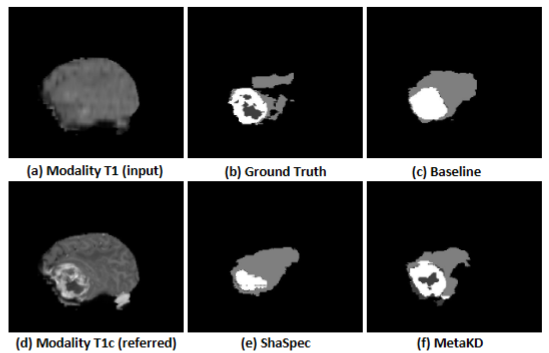 (a) Modality T1 (input)
(b) Ground Truth
(c) Baseline
(d) Modality T1c (referred)
(e) ShaSpec
(f) MetaKD